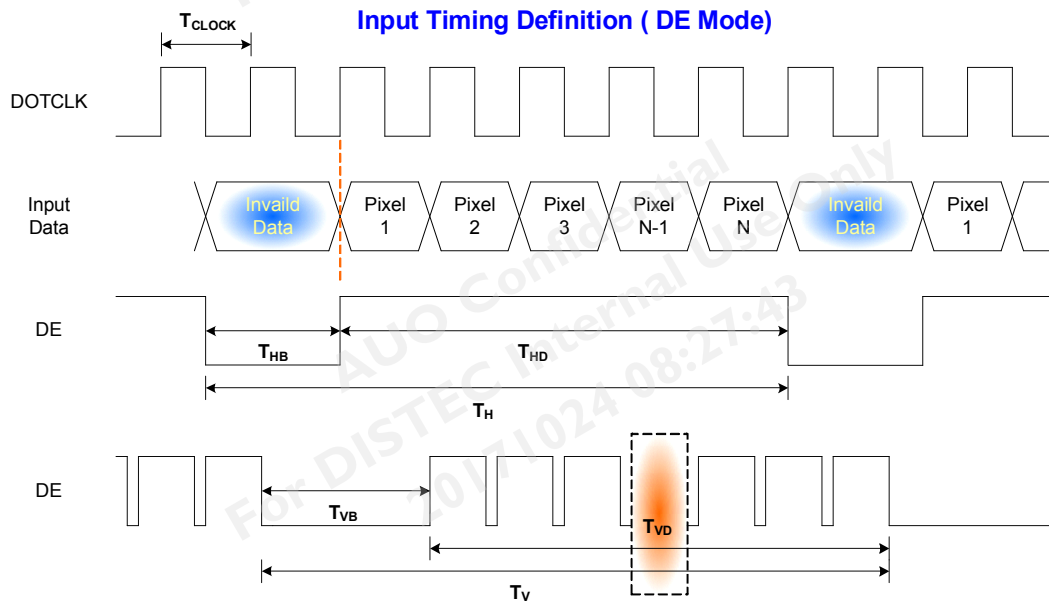 Input Timing Definition ( DE Mode)
TCLOCK
DOTCLK
Input
Data
Invaild
Data
Pixel
1
Pixel
2
Pixel
3
Pixel
N-1
Pixel
N
Invaild
Data
Pixel
1
DE
THB
THD
TH
DE
TVB
TVD
TV
AUO Confidential
For DISTEC Internal Use Only
20171024 08:27:43